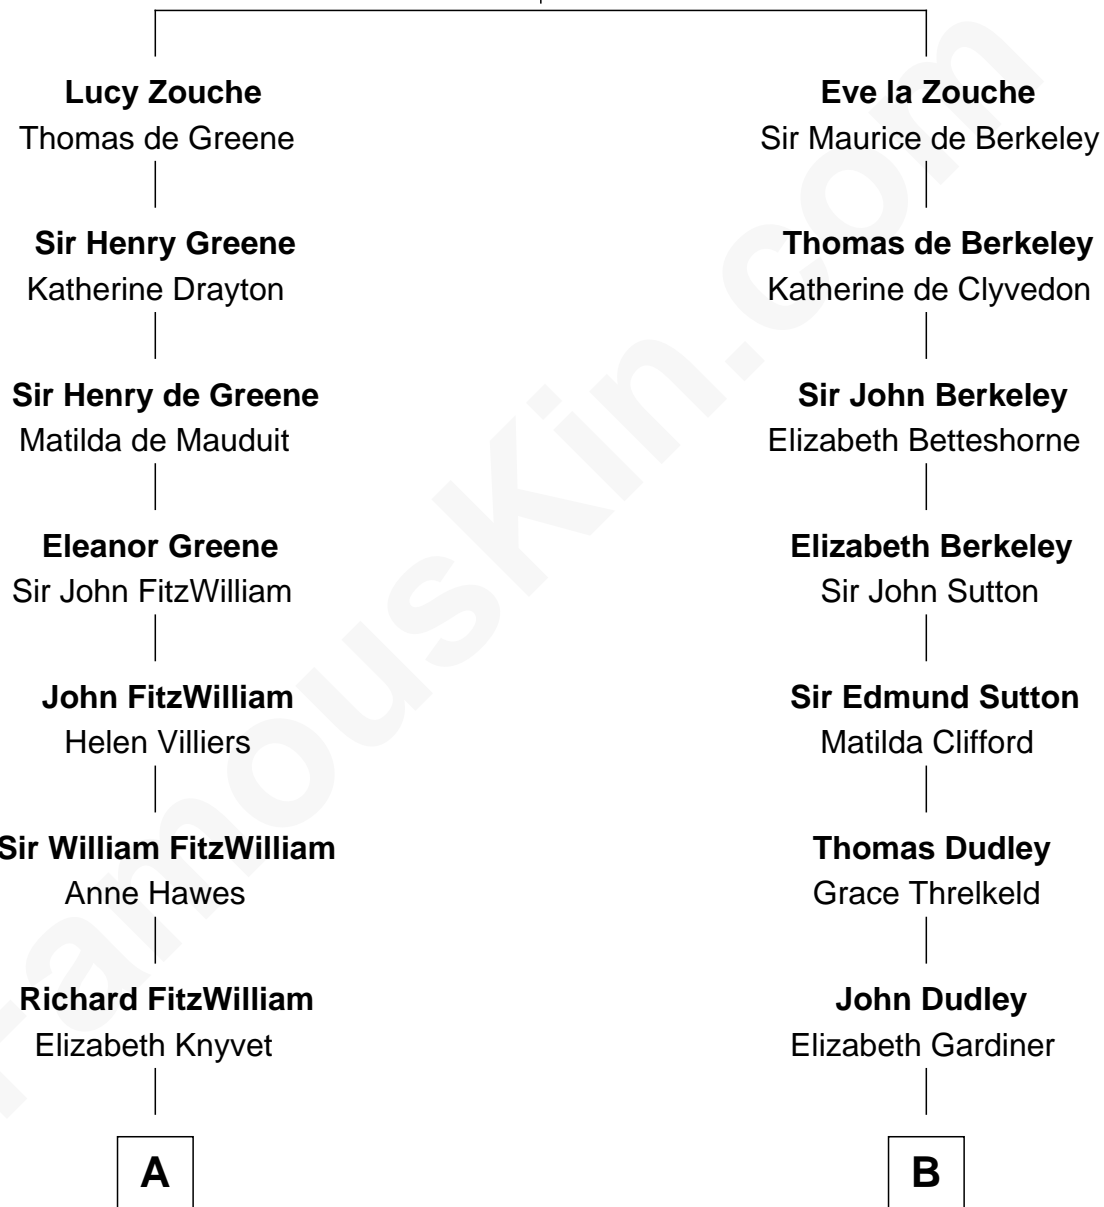 Lucy Zouche
Thomas de Greene
Sir Henry Greene
Katherine Drayton
Sir Henry de Greene
Matilda de Mauduit
Eleanor Greene
Sir John FitzWilliam
John FitzWilliam
Helen Villiers
Sir William FitzWilliam
Anne Hawes
Richard FitzWilliam
Elizabeth Knyvet
A
Eve la Zouche
Sir Maurice de Berkeley
Thomas de Berkeley
Katherine de Clyvedon
Sir John Berkeley
Elizabeth Betteshorne
Elizabeth Berkeley
Sir John Sutton
Sir Edmund Sutton
Matilda Clifford
Thomas Dudley
Grace Threlkeld
John Dudley
Elizabeth Gardiner
B
FamousKin.com